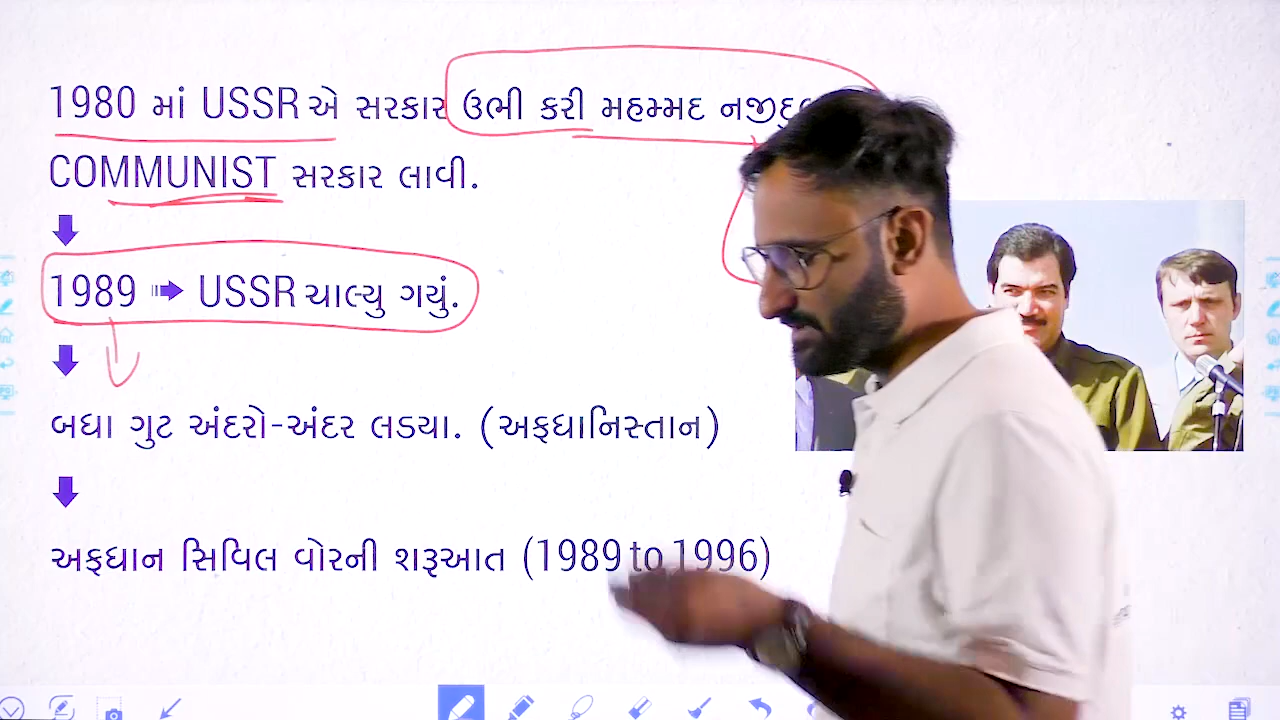 1980 માં USSR એ સરકાર ઉભી કરી મહમ્મદ
COMMUNIST સરકાર લાવી.
1989 ➡ USSR ચાલ્યુ ગયું.
બધા ગુટ અંદરો-અંદર લડયા. (અફઘાનિસ્તાન)
અફઘાન સિવિલ વોરની શરૂઆત (1989 to 1996)